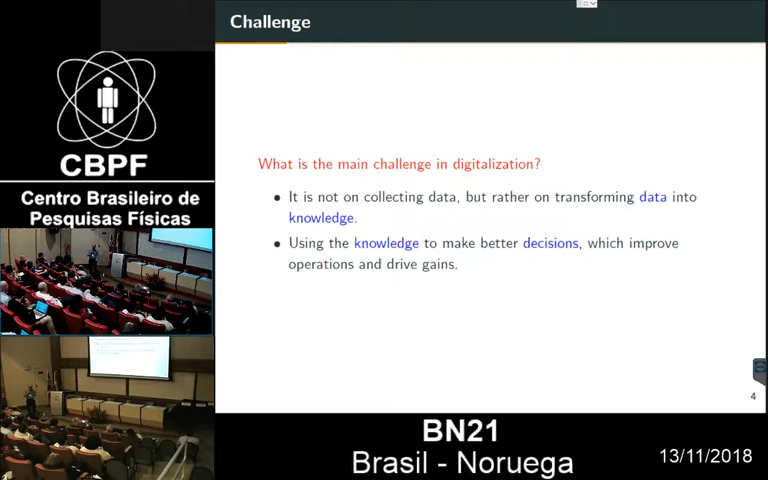 Challenge
What is the main challenge in digitalization?
• It is not on collecting data, but rather on transforming data into
knowledge.
• Using the knowledge to make better decisions, which improve
operations and drive gains.
4
CBPF
Centro Brasileiro de
Pesquisas Físicas
BN21
Brasil - Noruega
13/11/2018